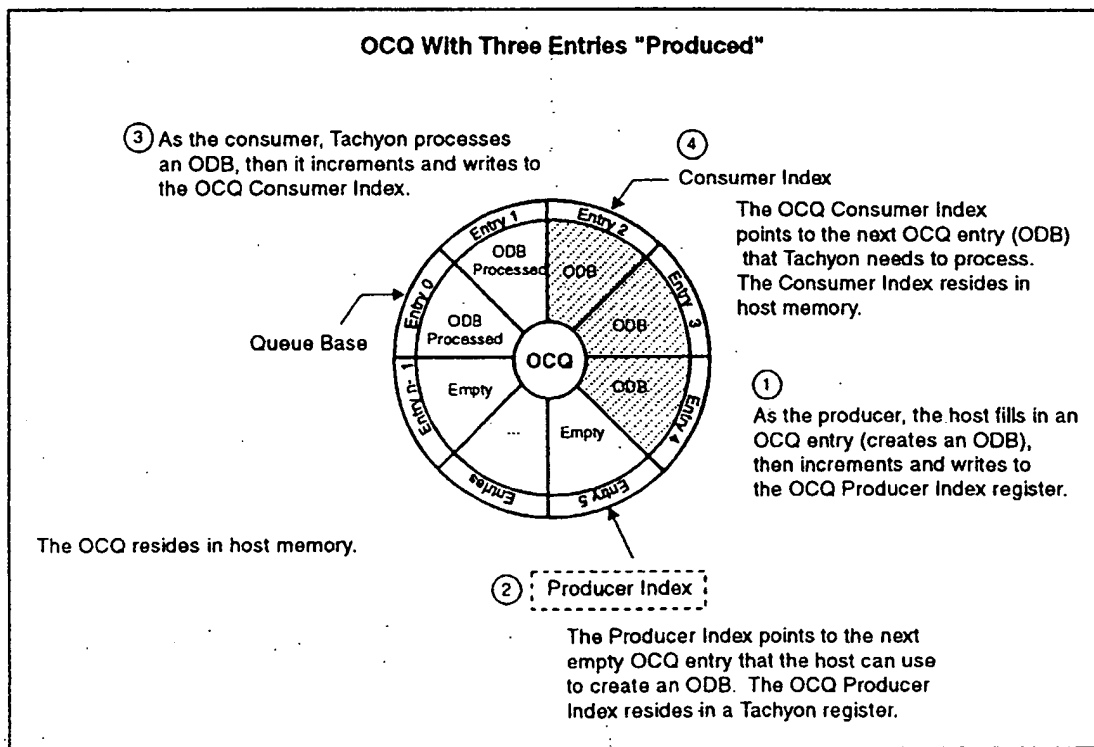 OCQ With Three Entries "Produced"
3 As the consumer, Tachyon processes
an ODB, then it increments and writes to
the OCQ Consumer Index.
4
Consumer Index
The OCQ Consumer Index
points to the next OCQ entry (ODB)
that Tachyon needs to process.
The Consumer Index resides in
host memory.
Entry 0
Entry 1
Entry 2
Entry 3
Entry 4
Entry 5
Entries
Entry n- 1
ODB
Processed
ODB
Processed
ODB
ODB
ODB
Empty
...
Empty
OCQ
Queue Base
1
As the producer, the host fills in an
OCQ entry (creates an ODB),
then increments and writes to
the OCQ Producer Index register.
The OCQ resides in host memory.
2 Producer Index
The Producer Index points to the next
empty OCQ entry that the host can use
to create an ODB. The OCQ Producer
Index resides in a Tachyon register.